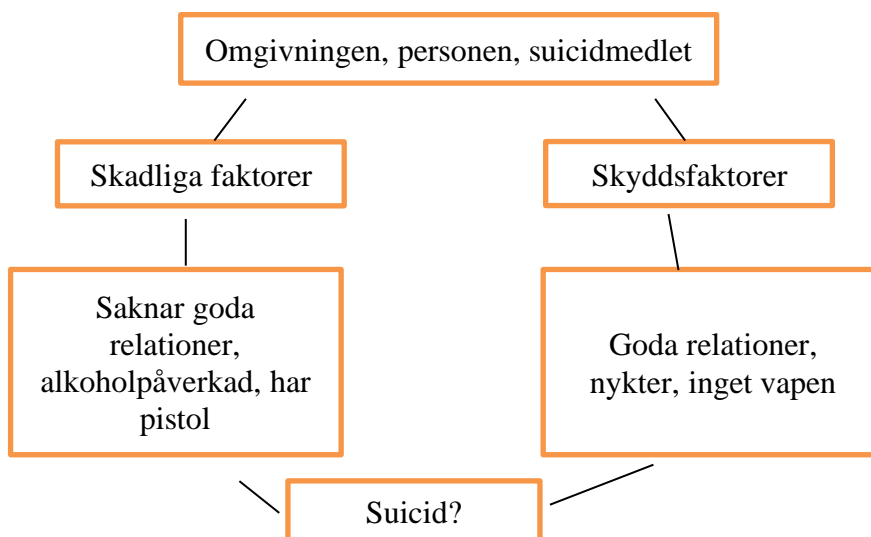 Omgivningen, personen, suicidmedlet
Skadliga faktorer
Skyddsfaktorer
Saknar goda
relationer,
alkoholpåverkad, har
pistol
Goda relationer,
nykter, inget vapen
Suicid?